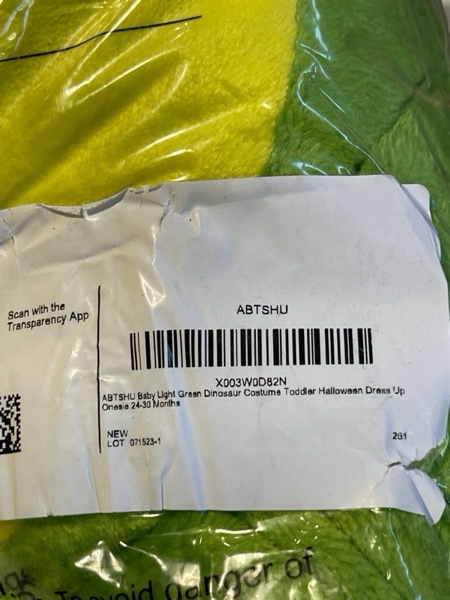 Scan with the
Transparency App
ABTSHU
X003W0D82N
ABTSHU Baby Light Green Dinosaur Costume Toddler Halloween Dress Up
Onesie 24-30 Months
NEW
LOT 071523-1
261
To avoid danger of